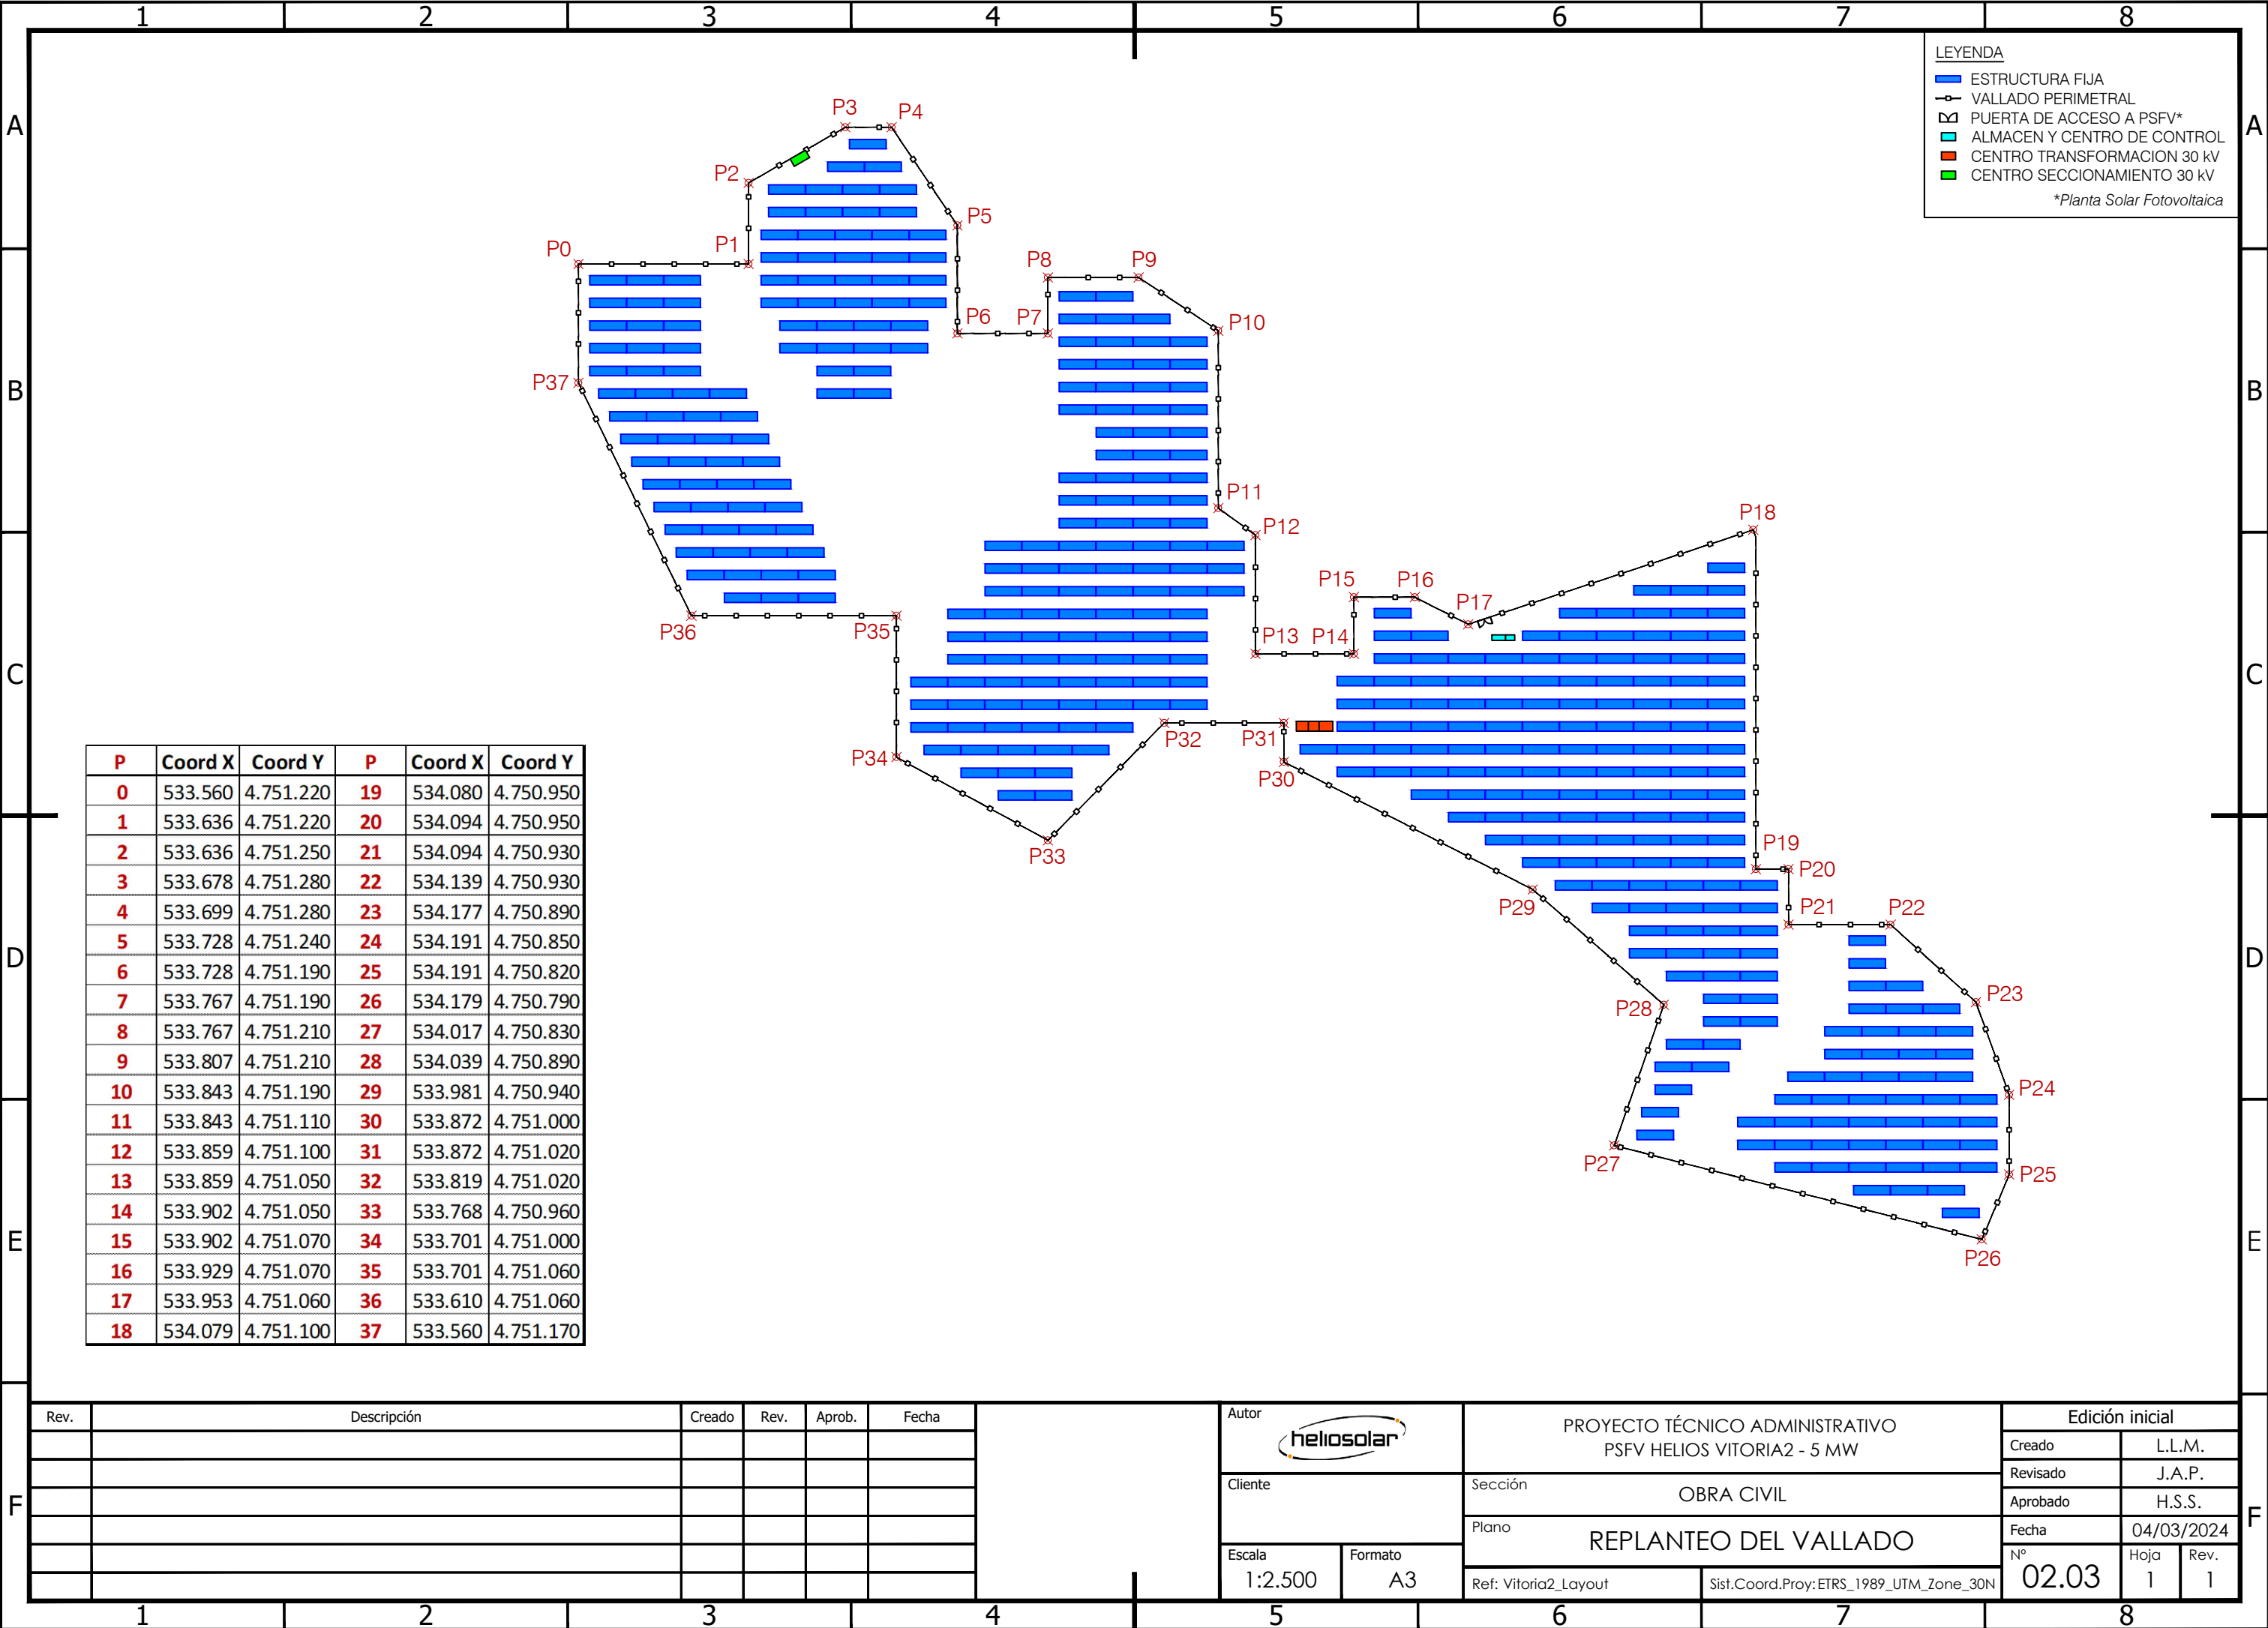 1 2 3 4 5 6 7 8
LEYENDA
ESTRUCTURA FIJA
VALLADO PERIMETRAL
PUERTA DE ACCESO A PSFV*
ALMACEN Y CENTRO DE CONTROL
CENTRO TRANSFORMACION 30 kV
CENTRO SECCIONAMIENTO 30 kV
*Planta Solar Fotovoltaica
A A
B B
C C
D D
E E
F F
P3 P4
P2
P5
P0 P1
P8 P9
P6 P7 P10
P37
P11
P12
P18
P15 P16
P17
P36 P35
P13 P14
P34
P32 P31
P30
P33
P19
P20
P29
P21 P22
P28
P23
P24
P27
P25
P26
P Coord X Coord Y P Coord X Coord Y
0 533.560 4.751.220 19 534.080 4.750.950
1 533.636 4.751.220 20 534.094 4.750.950
2 533.636 4.751.250 21 534.094 4.750.930
3 533.678 4.751.280 22 534.139 4.750.930
4 533.699 4.751.280 23 534.177 4.750.890
5 533.728 4.751.240 24 534.191 4.750.850
6 533.728 4.751.190 25 534.191 4.750.820
7 533.767 4.751.190 26 534.179 4.750.790
8 533.767 4.751.210 27 534.017 4.750.830
9 533.807 4.751.210 28 534.039 4.750.890
10 533.843 4.751.190 29 533.981 4.750.940
11 533.843 4.751.110 30 533.872 4.751.000
12 533.859 4.751.100 31 533.872 4.751.020
13 533.859 4.751.050 32 533.819 4.751.020
14 533.902 4.751.050 33 533.768 4.750.960
15 533.902 4.751.070 34 533.701 4.751.000
16 533.929 4.751.070 35 533.701 4.751.060
17 533.953 4.751.060 36 533.610 4.751.060
18 534.079 4.751.100 37 533.560 4.751.170
Rev. Descripción Creado Rev. Aprob. Fecha
Autor
heliosolar
Cliente
Escala
1:2.500
Formato
A3
PROYECTO TÉCNICO ADMINISTRATIVO
PSFV HELIOS VITORIA2 - 5 MW
Sección
OBRA CIVIL
Plano
REPLANTEO DEL VALLADO
Ref: Vitoria2_Layout
Sist.Coord.Proy: ETRS_1989_UTM_Zone_30N
Edición inicial
Creado L.L.M.
Revisado J.A.P.
Aprobado H.S.S.
Fecha 04/03/2024
Nº
02.03
Hoja
1
Rev.
1
1 2 3 4 5 6 7 8